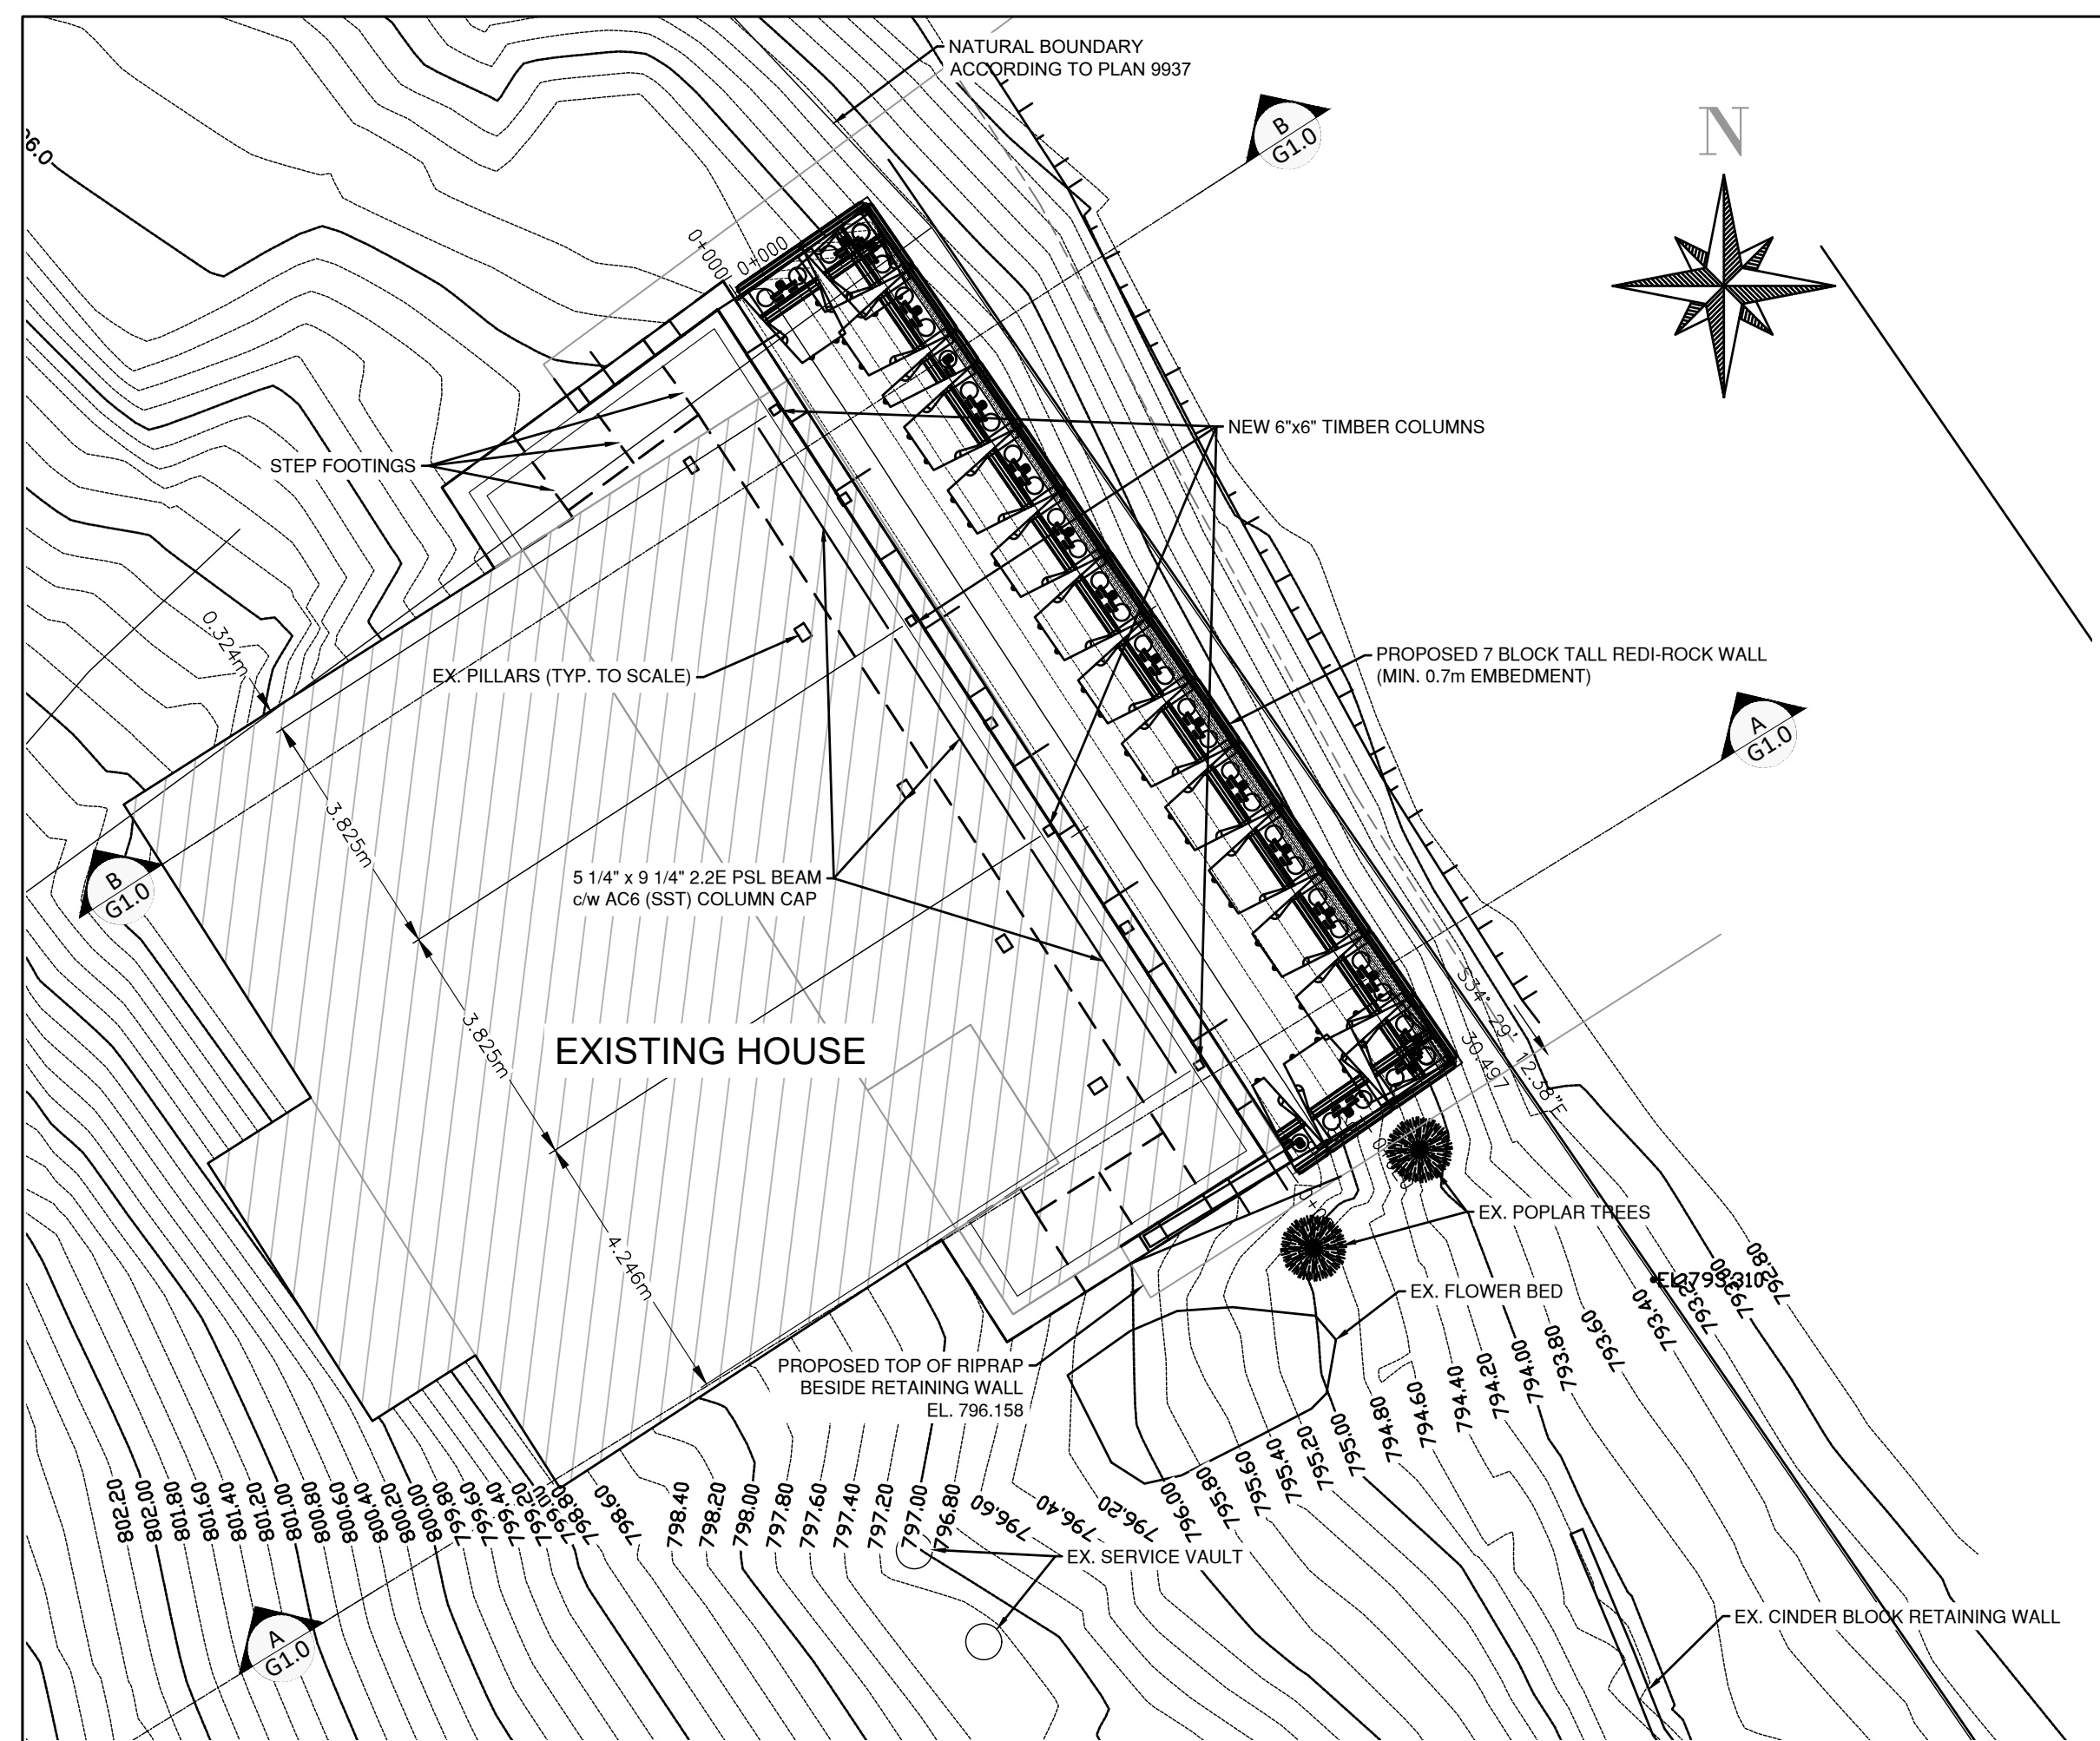 NATURAL BOUNDARY
ACCORDING TO PLAN 9937
B
G1.0
N
0+000
0+000
NEW 6"x6" TIMBER COLUMNS
STEP FOOTINGS
0.324m
EX. PILLARS (TYP. TO SCALE)
PROPOSED 7 BLOCK TALL REDI-ROCK WALL
(MIN. 0.7m EMBEDMENT)
A
G1.0
3.825m
5 1/4" x 9 1/4" 2.2E PSL BEAM
c/w AC6 (SST) COLUMN CAP
B
G1.0
3.825m
EXISTING HOUSE
S34° 29' 12.38"E
30.497
EX. POPLAR TREES
4.246m
EL.793.310
EX. FLOWER BED
PROPOSED TOP OF RIPRAP
BESIDE RETAINING WALL
EL. 796.158
802.20
802.00
801.80
801.60
801.40
801.20
801.00
800.80
800.60
800.40
800.20
800.00
799.80
799.60
799.40
799.20
798.80
798.60
798.40
798.20
798.00
797.80
797.60
797.40
797.20
797.00
796.80
796.60
796.40
796.20
796.00
795.80
795.60
795.40
795.20
795.00
794.80
794.60
794.40
794.20
794.00
793.80
793.60
793.40
792.80
EX. SERVICE VAULT
EX. CINDER BLOCK RETAINING WALL
A
G1.0